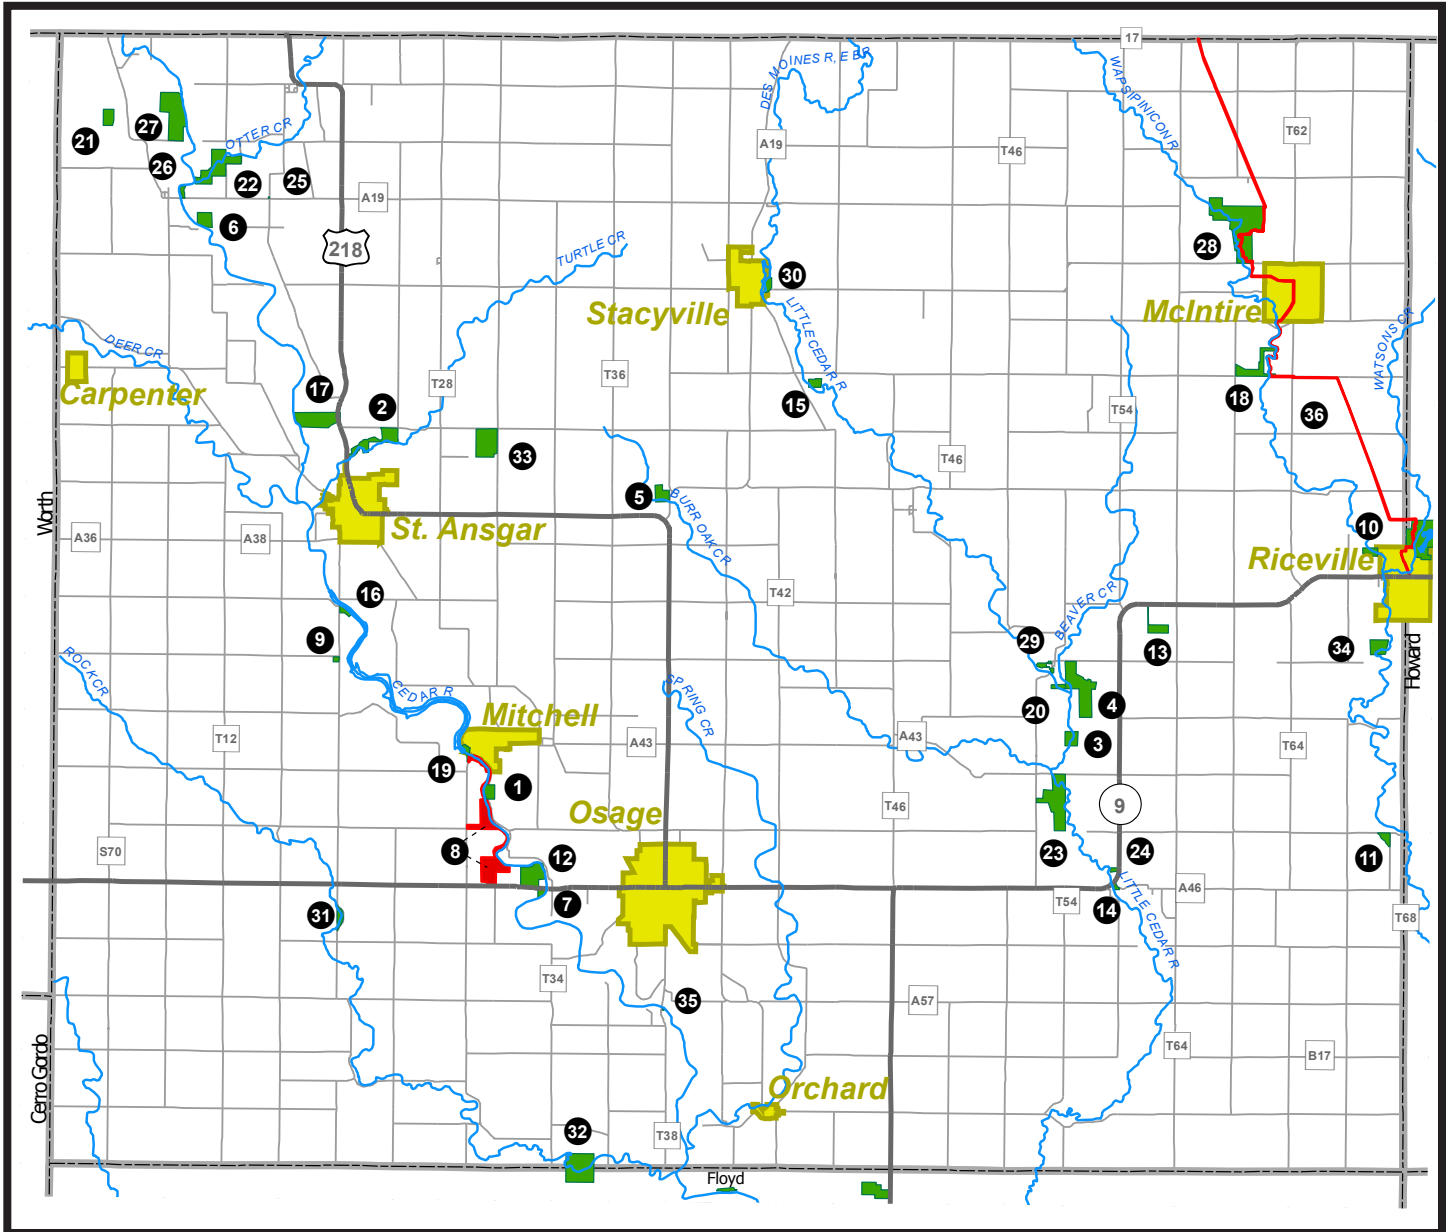 17
DES MOINES R, E BR
WAPSIPINICON R
T62
21
27
OTTER CR
A19
T46
26
22
25
A19
6
218
TURTLE CR
28
30
Stacyville
LITTLE CEDAR R
McIntire
WATSONS CR
DEER CR
Carpenter
17
2
T28
T36
15
18
36
T54
33
T46
5
BURR OAK CR
Worth
St. Ansgar
A36
A38
10
Riceville
16
T42
BEAVER CR
9
29
13
34
Howard
ROCK CR
CEDAR R
SPRING CR
20
4
Mitchell
T12
A43
A43
3
T64
19
1
Osage
T46
9
S70
8
12
23
24
11
7
A46
31
T54
14
T68
LITTLE CEDAR R
T34
35
A57
T64
B17
Cerro Gordo
Orchard
32
T38
Floyd